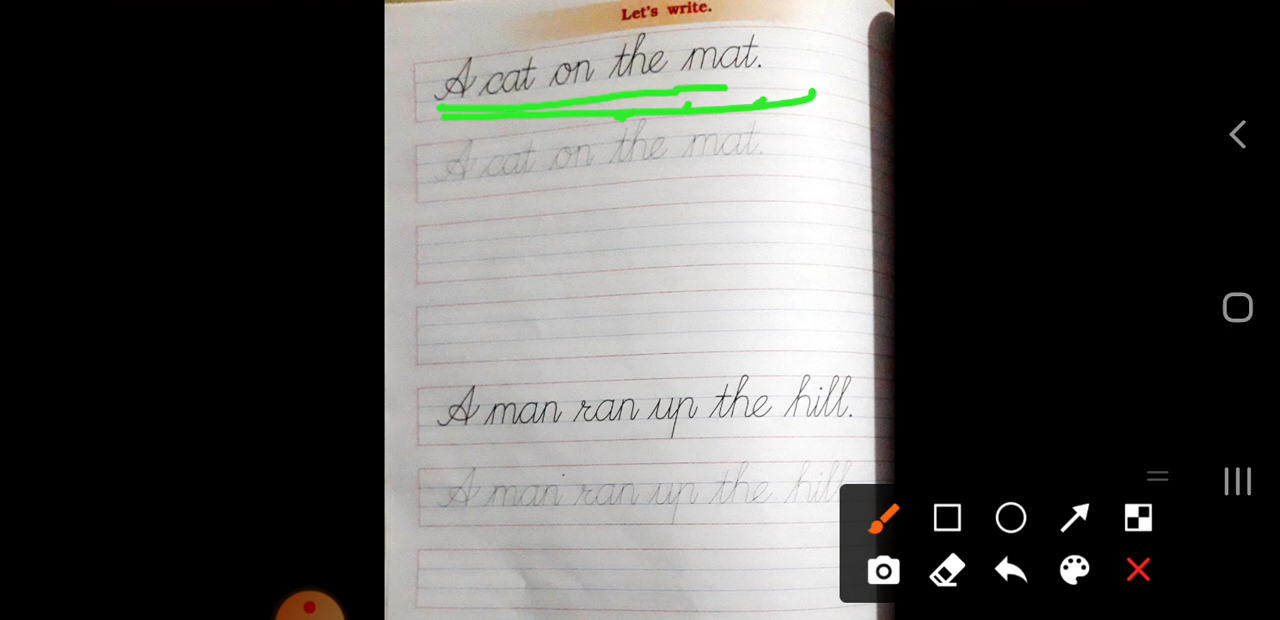 Let's write.
A cat on the mat.
A cat on the mat.
A man ran up the hill.
A man ran up the hill